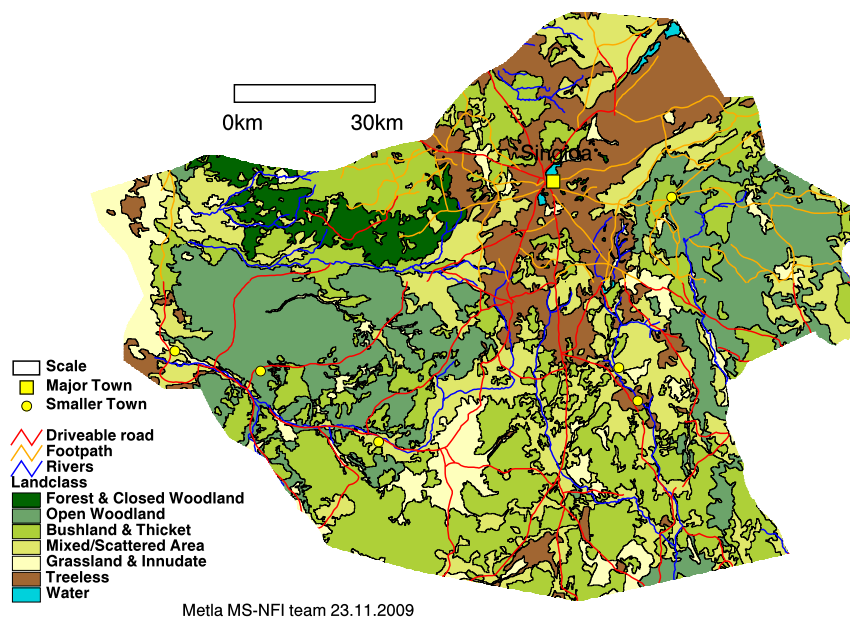 0km 30km
Singida
Scale
Major Town
Smaller Town
Driveable road
Footpath
Rivers
Landclass
Forest & Closed Woodland
Open Woodland
Bushland & Thicket
Mixed/Scattered Area
Grassland & Innudate
Treeless
Water
Metla MS-NFI team 23.11.2009